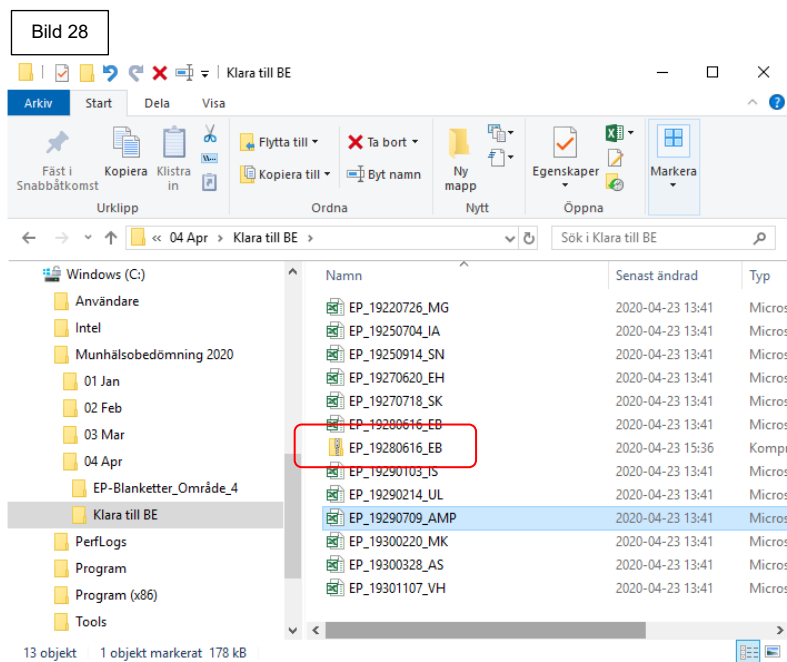 Bild 28
Klara till BE
Arkiv Start Dela Visa
Fäst i Snabbåtkomst
Kopiera
Klistra in
Flytta till
Kopiera till
Ta bort
Byt namn
Ny mapp
Egenskaper
Markera
Urklipp Ordna Nytt Öppna
« 04 Apr > Klara till BE >
Sök i Klara till BE
Windows (C:)
Användare
Intel
Munhälsobedömning 2020
01 Jan
02 Feb
03 Mar
04 Apr
EP-Blanketter_Område_4
Klara till BE
PerfLogs
Program
Program (x86)
Tools
Namn Senast ändrad Typ
EP_19220726_MG 2020-04-23 13:41 Micros
EP_19250704_IA 2020-04-23 13:41 Micros
EP_19250914_SN 2020-04-23 13:41 Micros
EP_19270620_EH 2020-04-23 13:41 Micros
EP_19270718_SK 2020-04-23 13:41 Micros
EP_19280616_EB 2020-04-23 13:41 Micros
EP_19280616_EB 2020-04-23 15:36 Kompr
EP_19290103_IS 2020-04-23 13:41 Micros
EP_19290214_UL 2020-04-23 13:41 Micros
EP_19290709_AMP 2020-04-23 13:41 Micros
EP_19300220_MK 2020-04-23 13:41 Micros
EP_19300328_AS 2020-04-23 13:41 Micros
EP_19301107_VH 2020-04-23 13:41 Micros
13 objekt 1 objekt markerat 178 kB